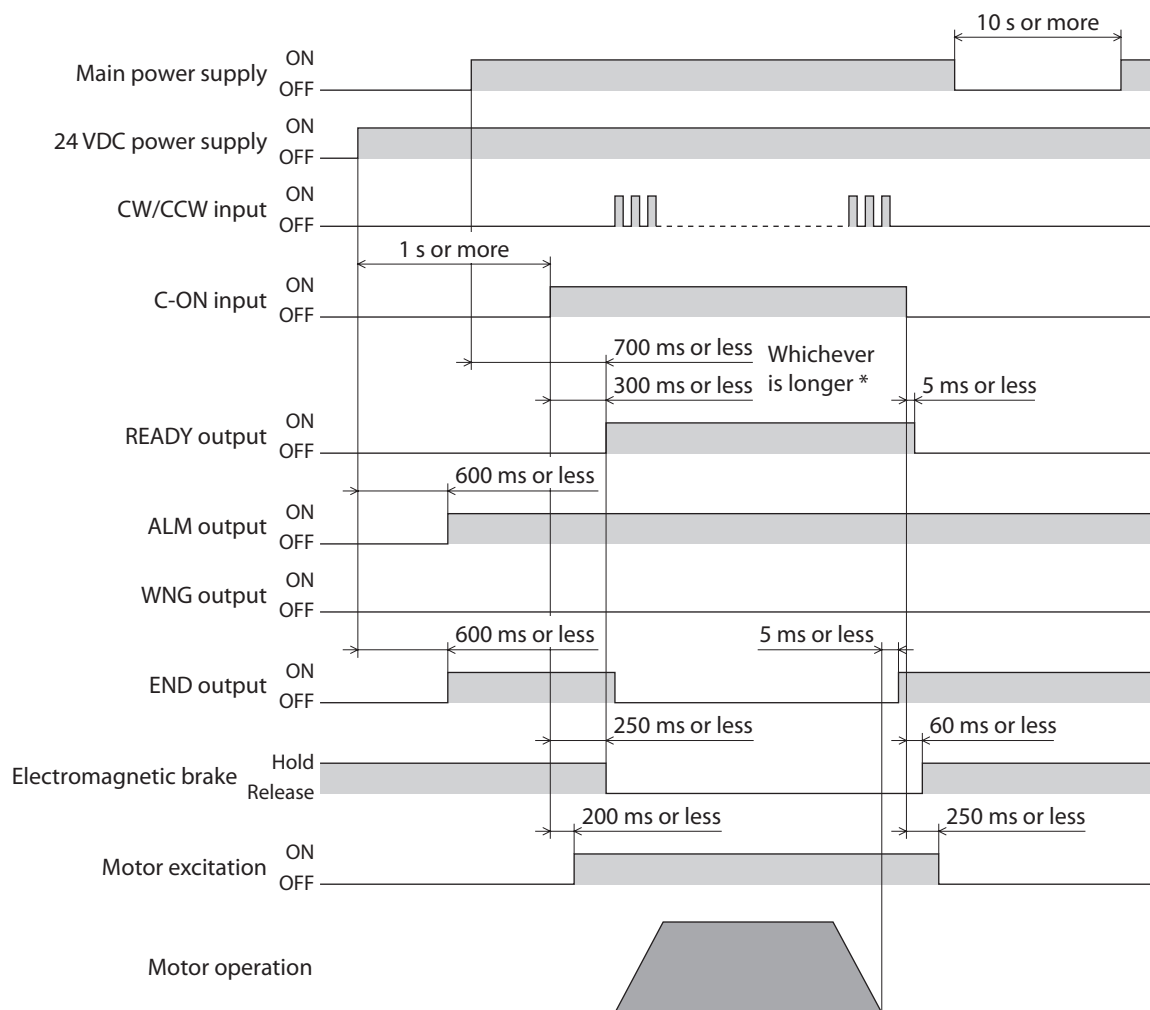 10 s or more
Main power supply
ON
OFF
24 VDC power supply
ON
OFF
CW/CCW input
ON
OFF
1 s or more
C-ON input
ON
OFF
700 ms or less
Whichever
is longer *
300 ms or less
5 ms or less
READY output
ON
OFF
600 ms or less
ALM output
ON
OFF
WNG output
ON
OFF
600 ms or less
5 ms or less
END output
ON
OFF
250 ms or less
60 ms or less
Electromagnetic brake
Hold
Release
200 ms or less
250 ms or less
Motor excitation
ON
OFF
Motor operation